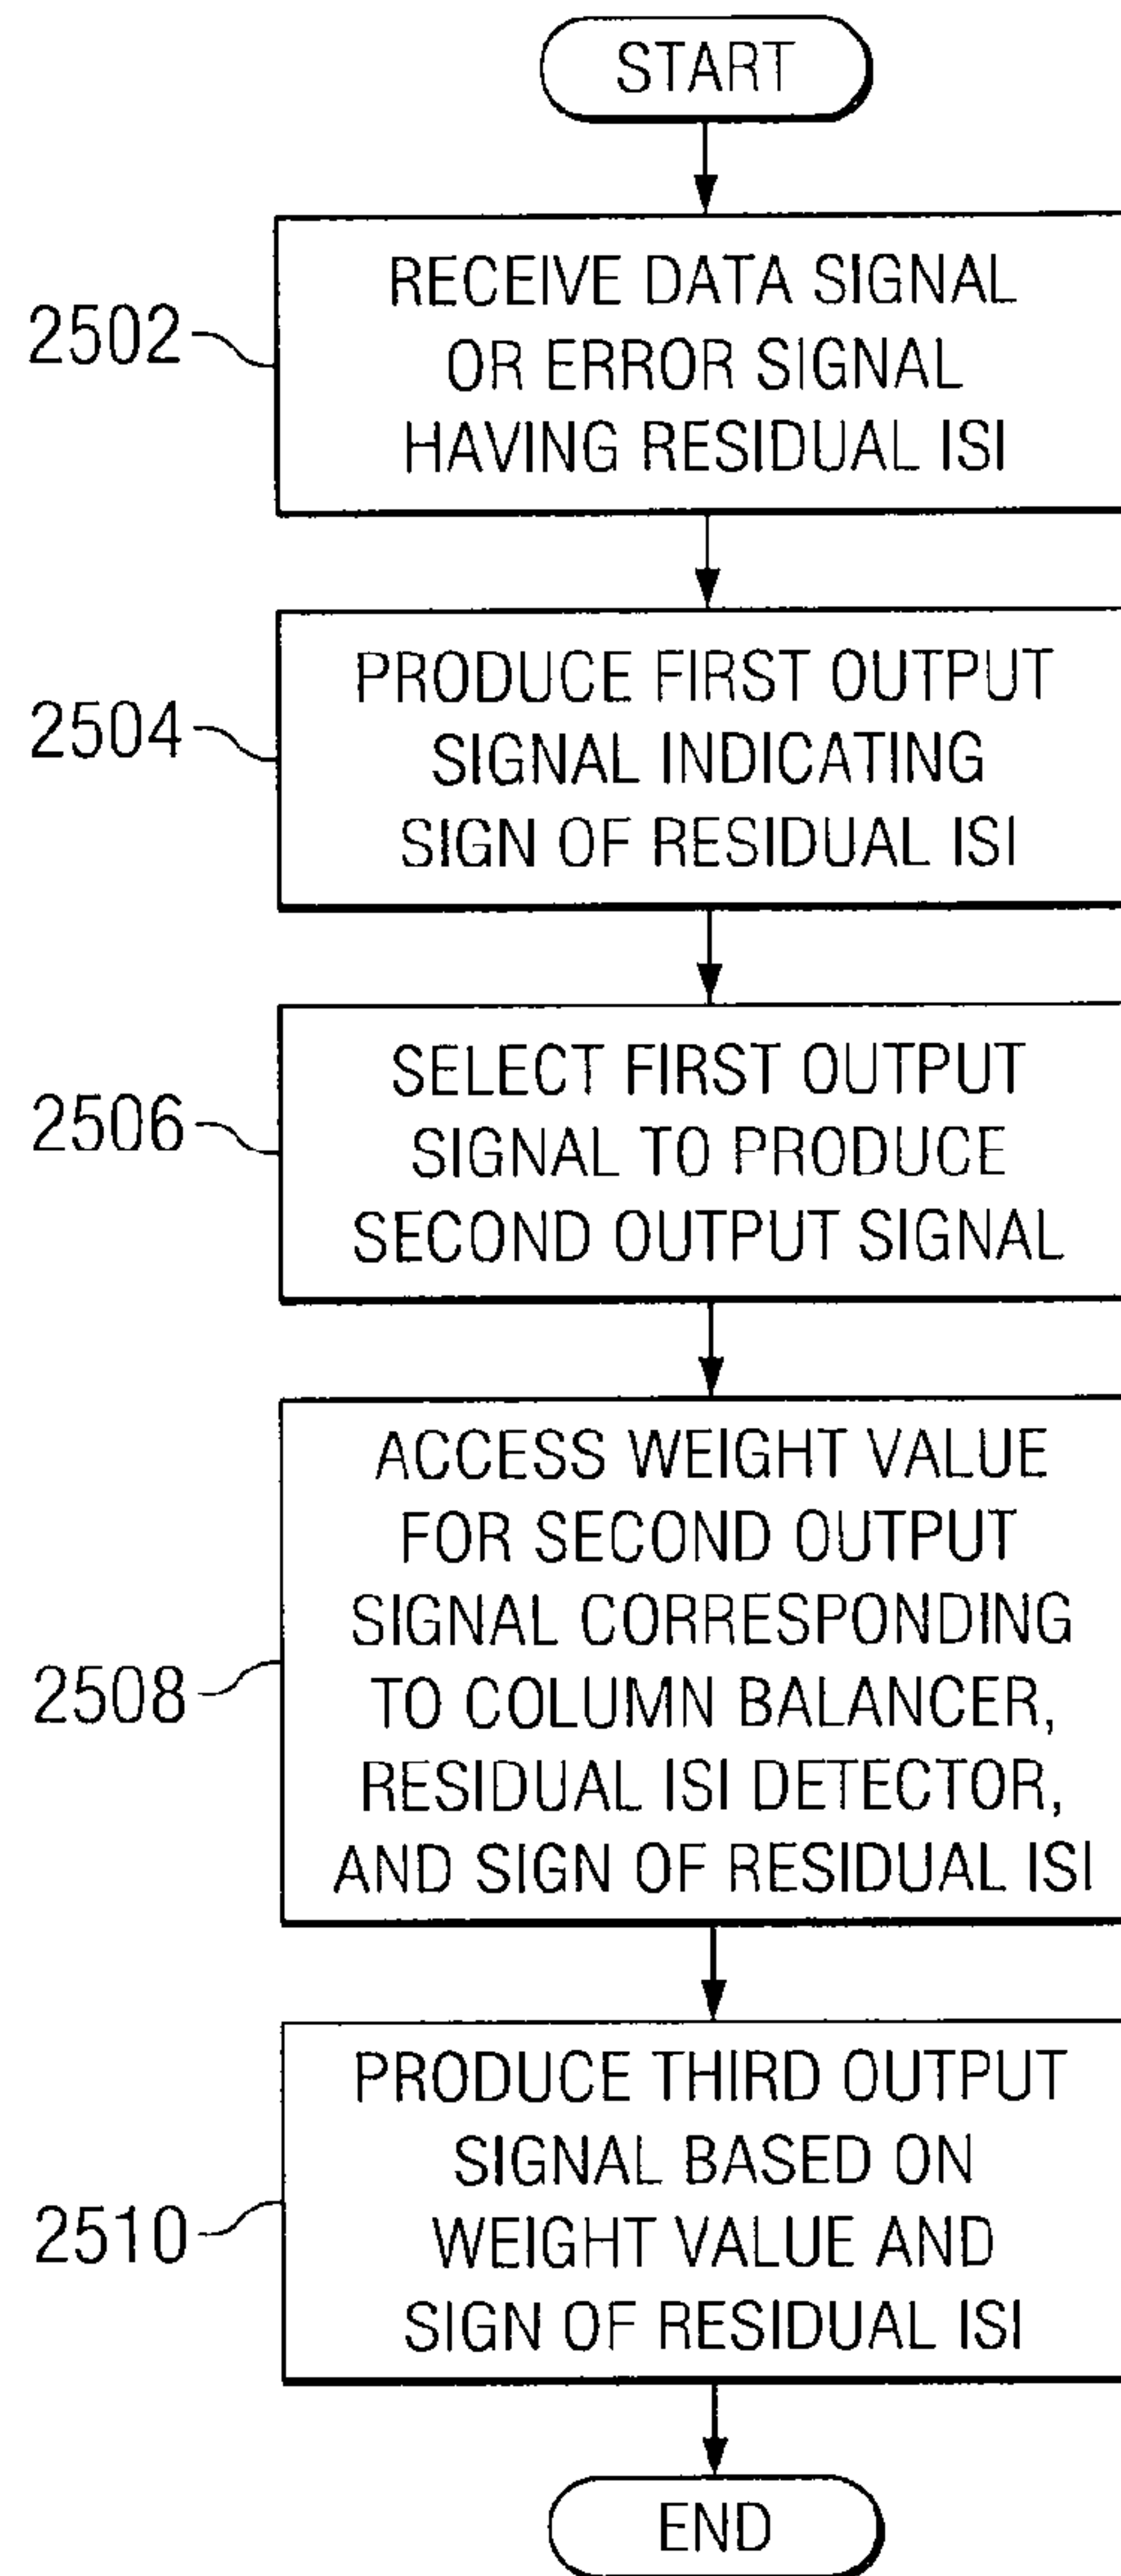 START
2502
RECEIVE DATA SIGNAL
OR ERROR SIGNAL
HAVING RESIDUAL ISI
2504
PRODUCE FIRST OUTPUT
SIGNAL INDICATING
SIGN OF RESIDUAL ISI
2506
SELECT FIRST OUTPUT
SIGNAL TO PRODUCE
SECOND OUTPUT SIGNAL
2508
ACCESS WEIGHT VALUE
FOR SECOND OUTPUT
SIGNAL CORRESPONDING
TO COLUMN BALANCER,
RESIDUAL ISI DETECTOR,
AND SIGN OF RESIDUAL ISI
2510
PRODUCE THIRD OUTPUT
SIGNAL BASED ON
WEIGHT VALUE AND
SIGN OF RESIDUAL ISI
END